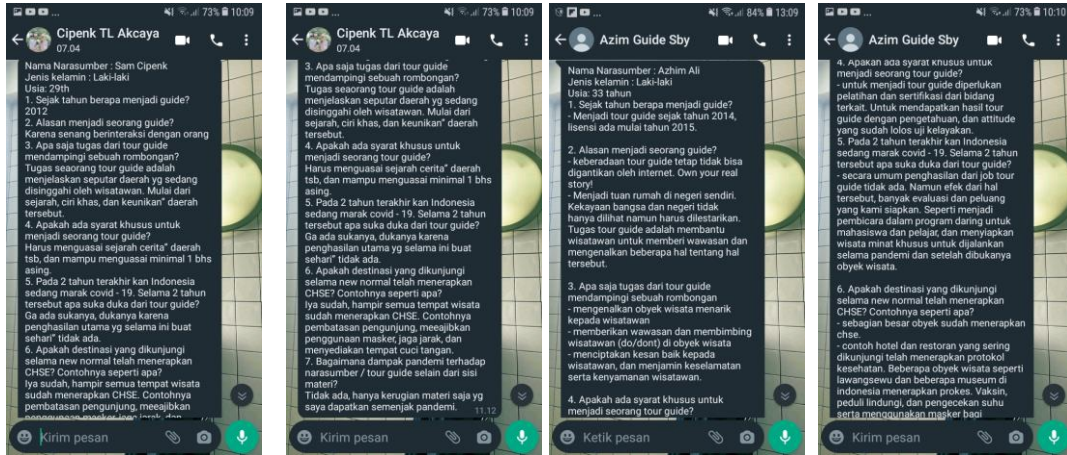 73% 10:09
Cipenk TL Akcaya
07.04
Nama Narasumber : Sam Cipenk
Jenis kelamin : Laki-laki
Usia: 29th
1. Sejak tahun berapa menjadi guide?
2012
2. Alasan menjadi seorang guide?
Karena senang berinteraksi dengan orang
3. Apa saja tugas dari tour guide
mendampingi sebuah rombongan?
Tugas seaorang tour guide adalah
menjelaskan seputar daerah yg sedang
disinggahi oleh wisatawan. Mulai dari
sejarah, ciri khas, dan keunikan" daerah
tersebut.
4. Apakah ada syarat khusus untuk
menjadi seorang tour guide?
Harus menguasai sejarah cerita" daerah
tsb, dan mampu menguasai minimal 1 bhs
asing.
5. Pada 2 tahun terakhir kan Indonesia
sedang marak covid - 19. Selama 2 tahun
tersebut apa suka duka dari tour guide?
Ga ada sukanya, dukanya karena
penghasilan utama yg selama ini buat
sehari" tidak ada.
6. Apakah destinasi yang dikunjungi
selama new normal telah menerapkan
CHSE? Contohnya seperti apa?
Iya sudah, hampir semua tempat wisata
sudah menerapkan CHSE. Contohnya
pembatasan pengunjung, meeajibkan
penggunaan masker, jaga jarak, dan
Kirim pesan
73% 10:09
Cipenk TL Akcaya
07.04
3. Apa saja tugas dari tour guide
mendampingi sebuah rombongan?
Tugas seaorang tour guide adalah
menjelaskan seputar daerah yg sedang
disinggahi oleh wisatawan. Mulai dari
sejarah, ciri khas, dan keunikan" daerah
tersebut.
4. Apakah ada syarat khusus untuk
menjadi seorang tour guide?
Harus menguasai sejarah cerita" daerah
tsb, dan mampu menguasai minimal 1 bhs
asing.
5. Pada 2 tahun terakhir kan Indonesia
sedang marak covid - 19. Selama 2 tahun
tersebut apa suka duka dari tour guide?
Ga ada sukanya, dukanya karena
penghasilan utama yg selama ini buat
sehari" tidak ada.
6. Apakah destinasi yang dikunjungi
selama new normal telah menerapkan
CHSE? Contohnya seperti apa?
Iya sudah, hampir semua tempat wisata
sudah menerapkan CHSE. Contohnya
pembatasan pengunjung, meeajibkan
penggunaan masker, jaga jarak, dan
menyediakan tempat cuci tangan.
7. Bagaimana dampak pandemi terhadap
narasumber / tour guide selain dari sisi
materi?
Tidak ada, hanya kerugian materi saja yg
saya dapatkan semenjak pandemi.
11.12
Kirim pesan
84% 13:09
Azim Guide Sby
Nama Narasumber : Azhim Ali
Jenis kelamin : Laki-laki
Usia: 33 tahun
1. Sejak tahun berapa menjadi guide?
- Menjadi tour guide sejak tahun 2014,
lisensi ada mulai tahun 2015.
2. Alasan menjadi seorang guide?
- keberadaan tour guide tetap tidak bisa
digantikan oleh internet. Own your real
story!
- Menjadi tuan rumah di negeri sendiri.
Kekayaan bangsa dan negeri tidak
hanya dilihat namun harus dilestarikan.
Tugas tour guide adalah membantu
wisatawan untuk memberi wawasan dan
mengenalkan beberapa hal tentang hal
tersebut.
3. Apa saja tugas dari tour guide
mendampingi sebuah rombongan
- mengenalkan obyek wisata menarik
kepada wisatawan
- memberikan wawasan dan membimbing
wisatawan (do/dont) di obyek wisata
- menciptakan kesan baik kepada
wisatawan, dan menjamin keselamatan
serta kenyamanan wisatawan.
4. Apakah ada syarat khusus untuk
menjadi seorang tour guide?
Ketik pesan
73% 10:10
Azim Guide Sby
4. Apakah ada syarat khusus untuk
menjadi seorang tour guide?
- untuk menjadi tour guide diperlukan
pelatihan dan sertifikasi dari bidang
terkait. Untuk mendapatkan hasil tour
guide dengan pengetahuan, dan attitude
yang sudah lolos uji kelayakan.
5. Pada 2 tahun terakhir kan Indonesia
sedang marak covid - 19. Selama 2 tahun
tersebut apa suka duka dari tour guide?
- secara umum penghasilan dari job tour
guide tidak ada. Namun efek dari hal
tersebut, banyak evaluasi dan peluang
yang kami siapkan. Seperti menjadi
pembicara dalam program daring untuk
mahasiswa dan pelajar, dan menyiapkan
wisata minat khusus untuk dijalankan
selama pandemi dan setelah dibukanya
obyek wisata.
6. Apakah destinasi yang dikunjungi
selama new normal telah menerapkan
CHSE? Contohnya seperti apa?
- sebagian besar obyek sudah menerapkan
chse.
- contoh hotel dan restoran yang sering
dikunjungi telah menerapkan protokol
kesehatan. Beberapa obyek wisata seperti
lawangsewu dan beberapa museum di
indonesia menerapkan prokes. Vaksin,
peduli lindungi, dan pengecekan suhu
serta menggunakan masker bagi
Kirim pesan